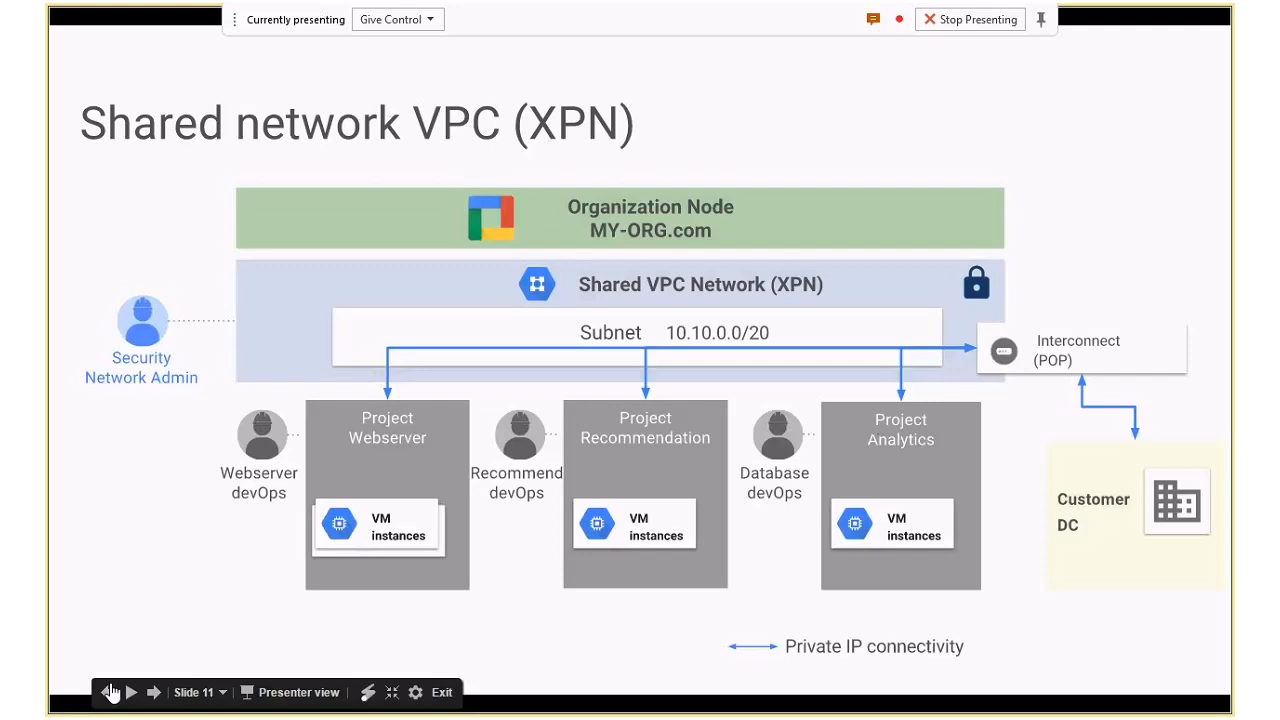 Currently presenting
Give Control
Stop Presenting
Shared network VPC (XPN)
Organization Node
MY-ORG.com
Shared VPC Network (XPN)
Subnet 10.10.0.0/20
Security
Network Admin
Interconnect
(POP)
Project
Webserver
Project
Recommendation
Project
Analytics
Webserver
devOps
Recommend
devOps
Database
devOps
VM
instances
VM
instances
VM
instances
Customer
DC
Private IP connectivity
Slide 11
Presenter view
Exit